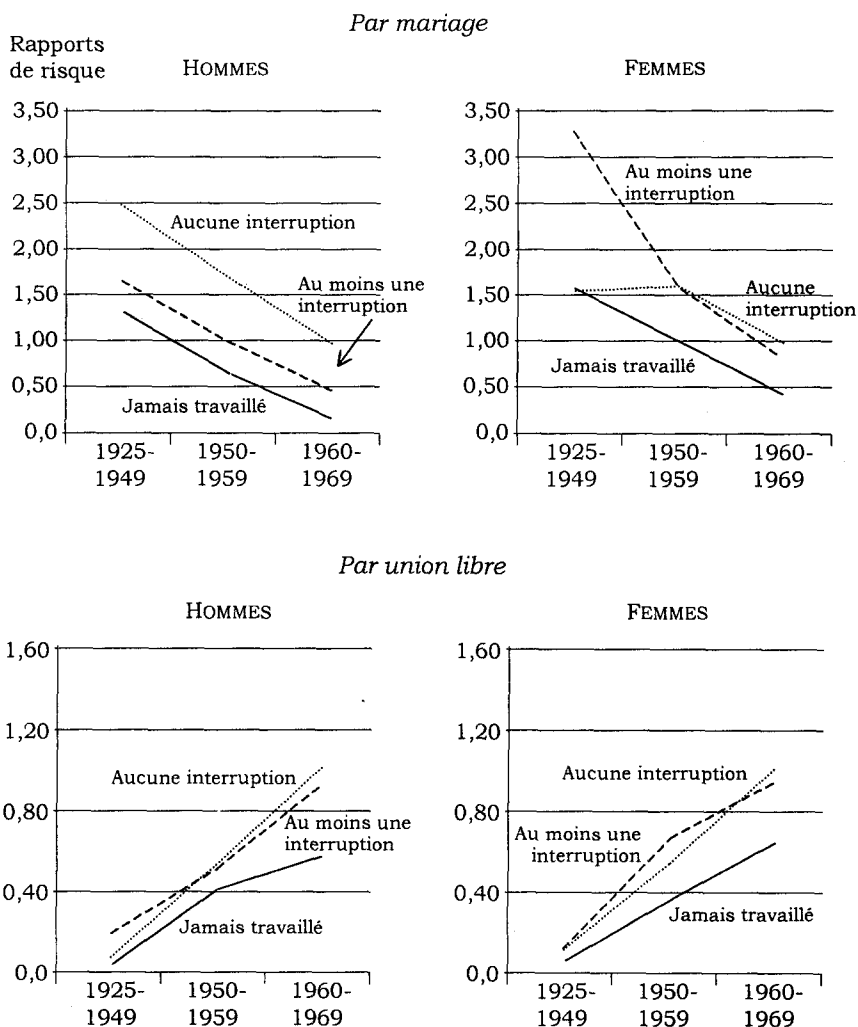 Par mariage
Rapports
de risque
HOMMES
3,50
3,00
2,50
2,00
1,50
1,00
0,50
0,0
Aucune interruption
Au moins une
interruption
Jamais travaillé
1925-
1949
1950-
1959
1960-
1969
FEMMES
3,50
3,00
2,50
2,00
1,50
1,00
0,50
0,0
Au moins une
interruption
Aucune
interruption
Jamais travaillé
1925-
1949
1950-
1959
1960-
1969
Par union libre
HOMMES
1,60
1,20
0,80
0,40
0,0
Aucune interruption
Au moins une
interruption
Jamais travaillé
1925-
1949
1950-
1959
1960-
1969
FEMMES
1,60
1,20
0,80
0,40
0,0
Aucune interruption
Au moins une
interruption
Jamais travaillé
1925-
1949
1950-
1959
1960-
1969